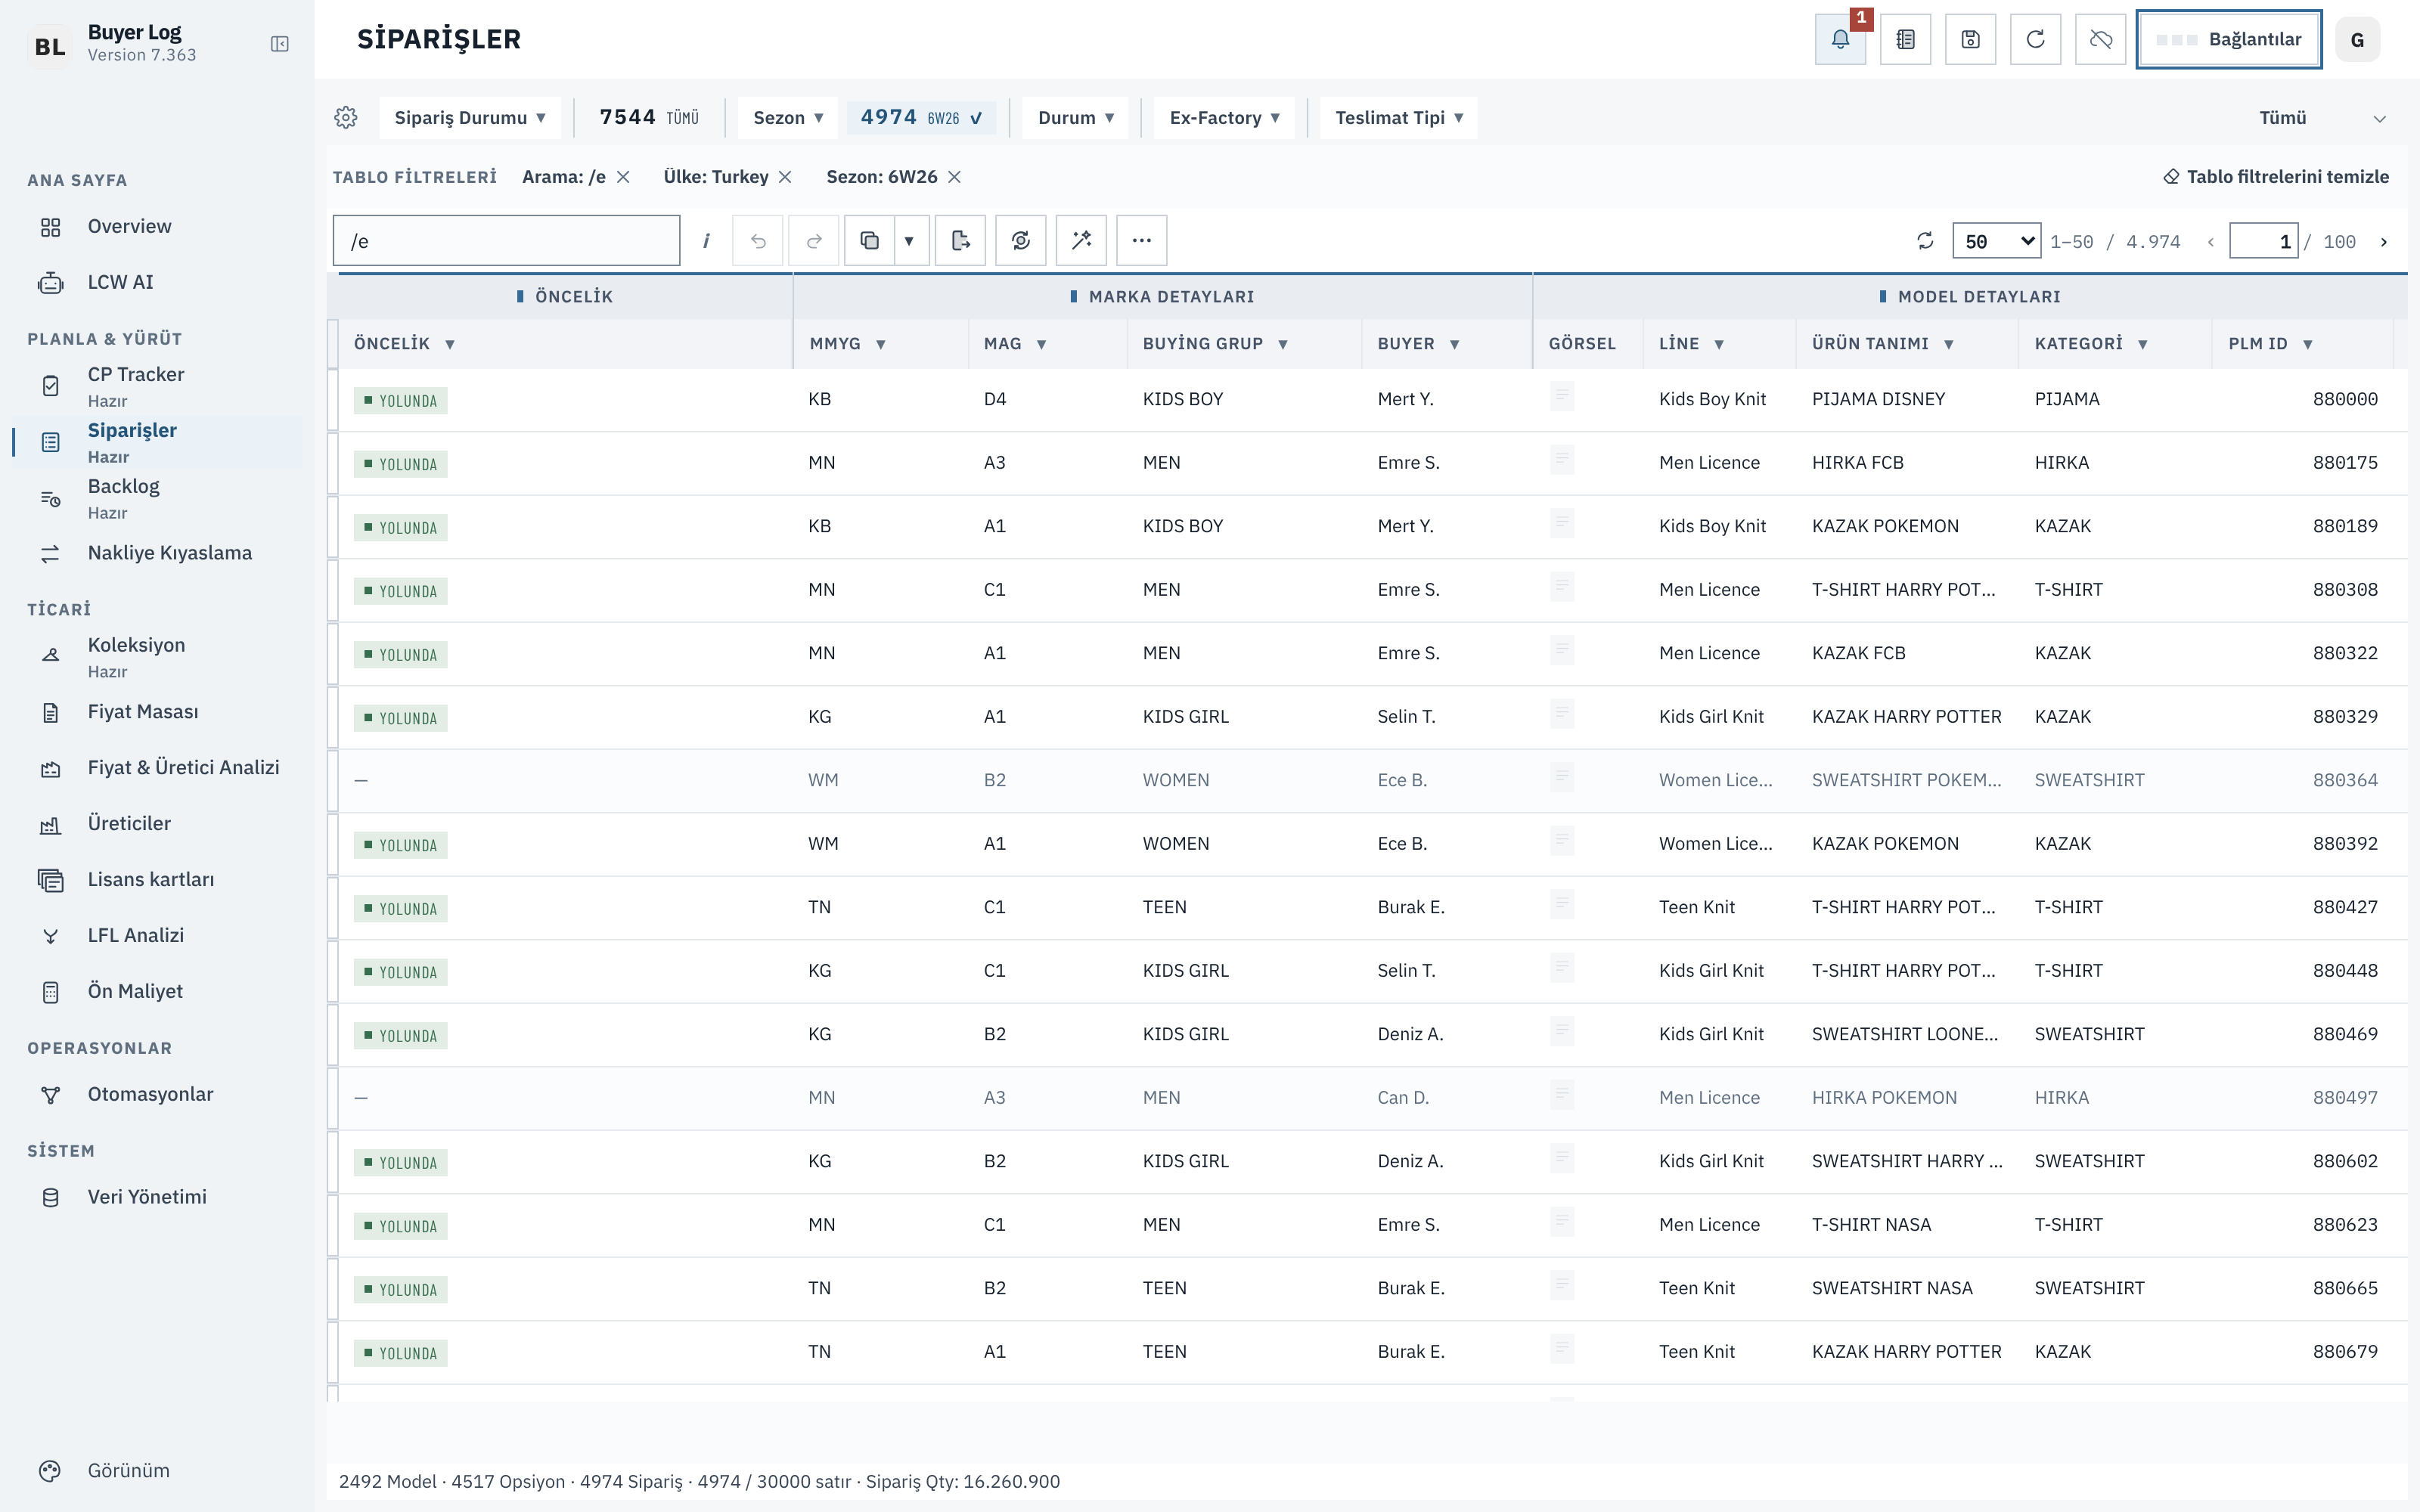 BL Buyer Log
Version 7.363
ANA SAYFA
Overview
LCW AI
PLANLA & YÜRÜT
CP Tracker
Hazır
Siparişler
Hazır
Backlog
Hazır
Nakliye Kıyaslama
TİCARİ
Koleksiyon
Hazır
Fiyat Masası
Fiyat & Üretici Analizi
Üreticiler
Lisans kartları
LFL Analizi
Ön Maliyet
OPERASYONLAR
Otomasyonlar
SİSTEM
Veri Yönetimi
Görünüm
SİPARİŞLER
1
Bağlantılar
G
Sipariş Durumu ▼ 7544 TÜMÜ Sezon ▼ 4974 6W26 ✓ Durum ▼ Ex-Factory ▼ Teslimat Tipi ▼ Tümü
TABLO FİLTRELERİ Arama: /e × Ülke: Turkey × Sezon: 6W26 × Tablo filtrelerini temizle
/e i ▼ ... 50 1–50 / 4.974 ‹ 1 / 100 ›
ÖNCELİK MARKA DETAYLARI MODEL DETAYLARI
ÖNCELİK ▼ MMYG ▼ MAG ▼ BUYİNG GRUP ▼ BUYER ▼ GÖRSEL LİNE ▼ ÜRÜN TANIMI ▼ KATEGORİ ▼ PLM ID ▼
YOLUNDA KB D4 KIDS BOY Mert Y. Kids Boy Knit PIJAMA DISNEY PIJAMA 880000
YOLUNDA MN A3 MEN Emre S. Men Licence HIRKA FCB HIRKA 880175
YOLUNDA KB A1 KIDS BOY Mert Y. Kids Boy Knit KAZAK POKEMON KAZAK 880189
YOLUNDA MN C1 MEN Emre S. Men Licence T-SHIRT HARRY POT... T-SHIRT 880308
YOLUNDA MN A1 MEN Emre S. Men Licence KAZAK FCB KAZAK 880322
YOLUNDA KG A1 KIDS GIRL Selin T. Kids Girl Knit KAZAK HARRY POTTER KAZAK 880329
— WM B2 WOMEN Ece B. Women Lice... SWEATSHIRT POKEM... SWEATSHIRT 880364
YOLUNDA WM A1 WOMEN Ece B. Women Lice... KAZAK POKEMON KAZAK 880392
YOLUNDA TN C1 TEEN Burak E. Teen Knit T-SHIRT HARRY POT... T-SHIRT 880427
YOLUNDA KG C1 KIDS GIRL Selin T. Kids Girl Knit T-SHIRT HARRY POT... T-SHIRT 880448
YOLUNDA KG B2 KIDS GIRL Deniz A. Kids Girl Knit SWEATSHIRT LOONE... SWEATSHIRT 880469
— MN A3 MEN Can D. Men Licence HIRKA POKEMON HIRKA 880497
YOLUNDA KG B2 KIDS GIRL Deniz A. Kids Girl Knit SWEATSHIRT HARRY ... SWEATSHIRT 880602
YOLUNDA MN C1 MEN Emre S. Men Licence T-SHIRT NASA T-SHIRT 880623
YOLUNDA TN B2 TEEN Burak E. Teen Knit SWEATSHIRT NASA SWEATSHIRT 880665
YOLUNDA TN A1 TEEN Burak E. Teen Knit KAZAK HARRY POTTER KAZAK 880679
2492 Model · 4517 Opsiyon · 4974 Sipariş · 4974 / 30000 satır · Sipariş Qty: 16.260.900